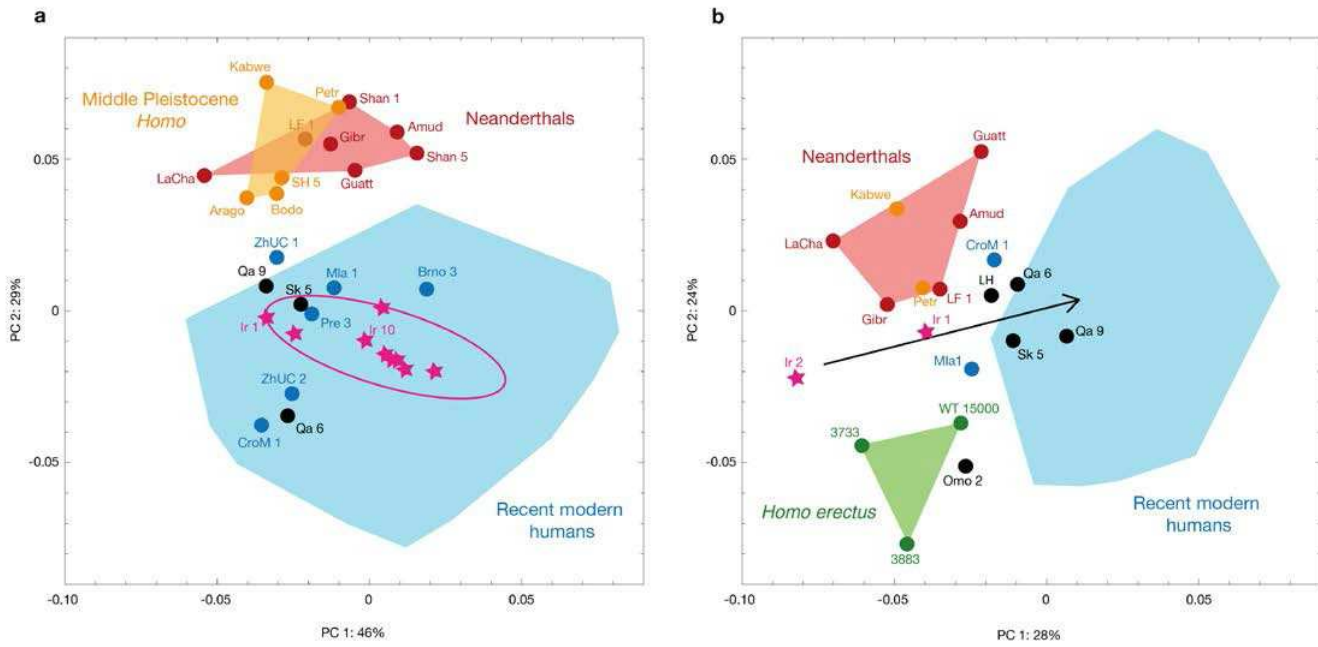 a
Kabwe
Middle Pleistocene
Homo
Petr
Shan 1
Neanderthals
LF 1
Gibr
Amud
Shan 5
LaCha
SH 5
Guatt
Arago
Bodo
ZhUC 1
Qa 9
Mla 1
Brno 3
Sk 5
Ir 1
Pre 3
Ir 10
ZhUC 2
Qa 6
CroM 1
Recent modern
humans
0.05
0
-0.05
PC 2: 29%
-0.10
-0.05
0
0.05
PC 1: 46%
b
Guatt
Neanderthals
Kabwe
Amud
LaCha
CroM 1
Qa 6
LH
Petr
LF 1
Gibr
Ir 1
Qa 9
Sk 5
Mla1
Ir 2
WT 15000
3733
Omo 2
Homo erectus
3883
Recent modern
humans
0.05
0
-0.05
PC 2: 24%
-0.10
-0.05
0
0.05
PC 1: 28%